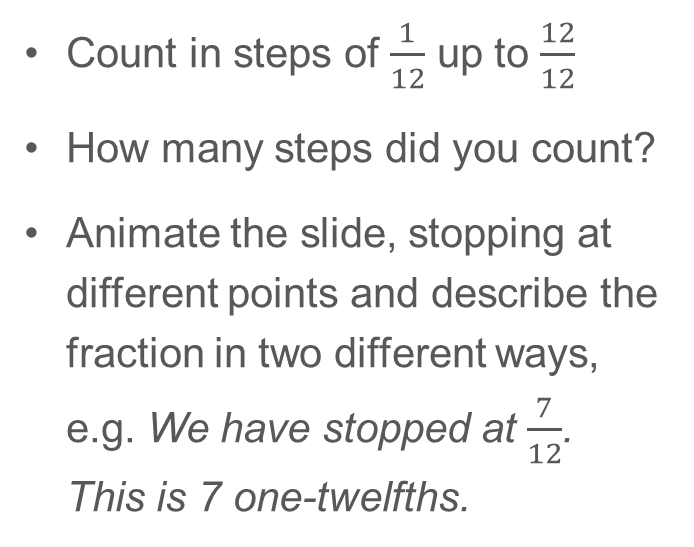 • Count in steps of 1/12 up to 12/12
• How many steps did you count?
• Animate the slide, stopping at
different points and describe the
fraction in two different ways,
e.g. We have stopped at 7/12.
This is 7 one-twelfths.